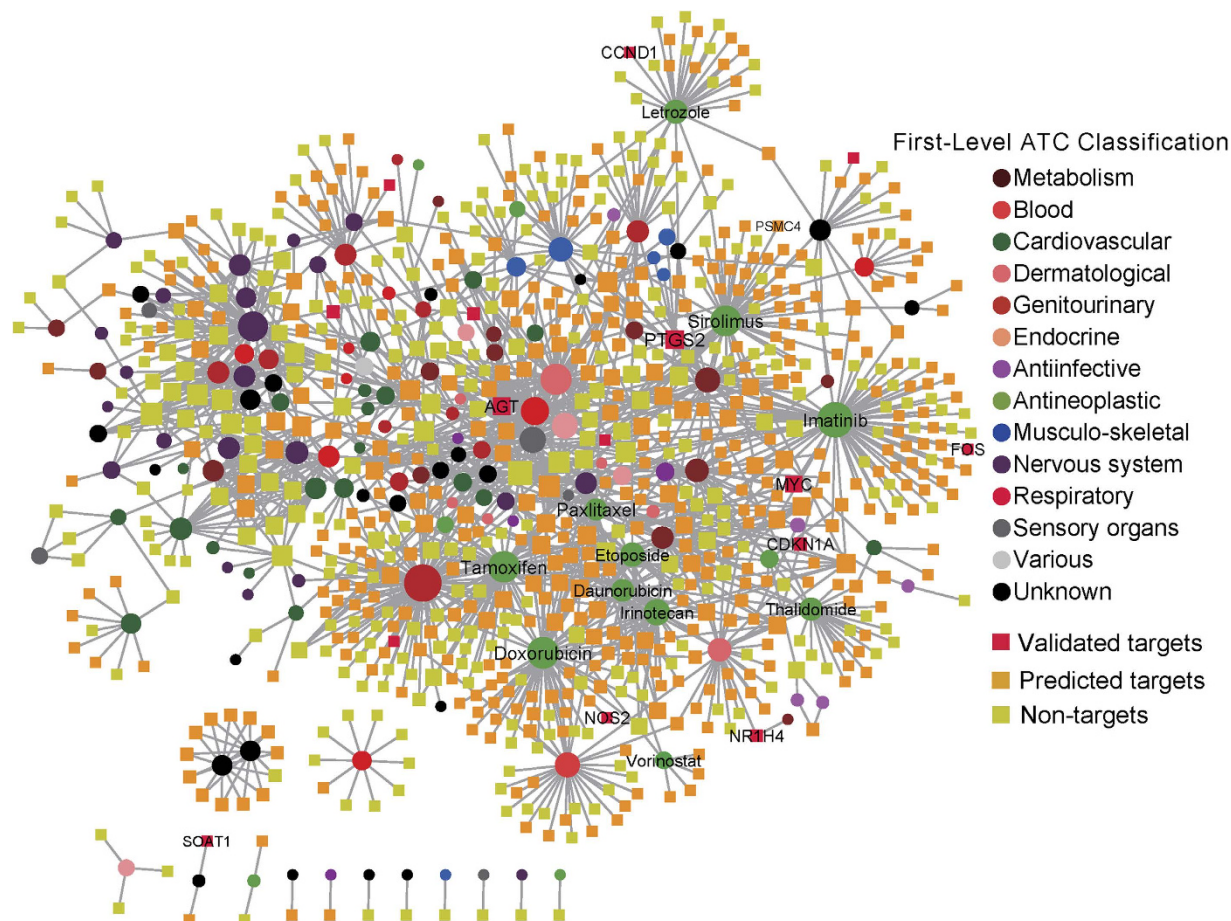 CCND1
Letrozole
First-Level ATC Classification
Metabolism
Blood
Cardiovascular
Dermatological
Genitourinary
Endocrine
Antiinfective
Antineoplastic
Musculo-skeletal
Nervous system
Respiratory
Sensory organs
Various
Unknown
Validated targets
Predicted targets
Non-targets
PSMC4
Sirolimus
PTGS2
AGT
Imatinib
FOS
MYC
Paxlitaxel
CDKN1A
Etoposide
Tamoxifen
Daunorubicin
Irinotecan
Thalidomide
Doxorubicin
NOS2
NR1H4
Vorinostat
SOAT1